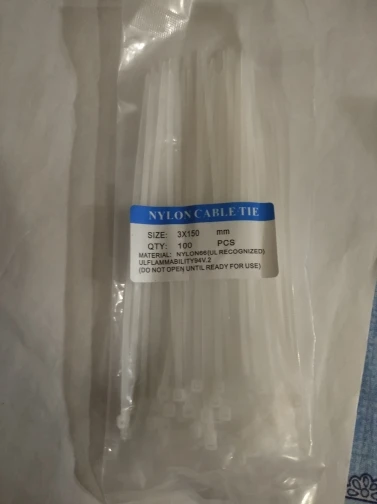 NYLON CABLE TIE
SIZE: 3X150 mm
QTY: 100 PCS
MATERIAL: NYLON66(UL RECOGNIZED)
ULFLAMMABILITY94V.2
(DO NOT OPEN UNTIL READY FOR USE)